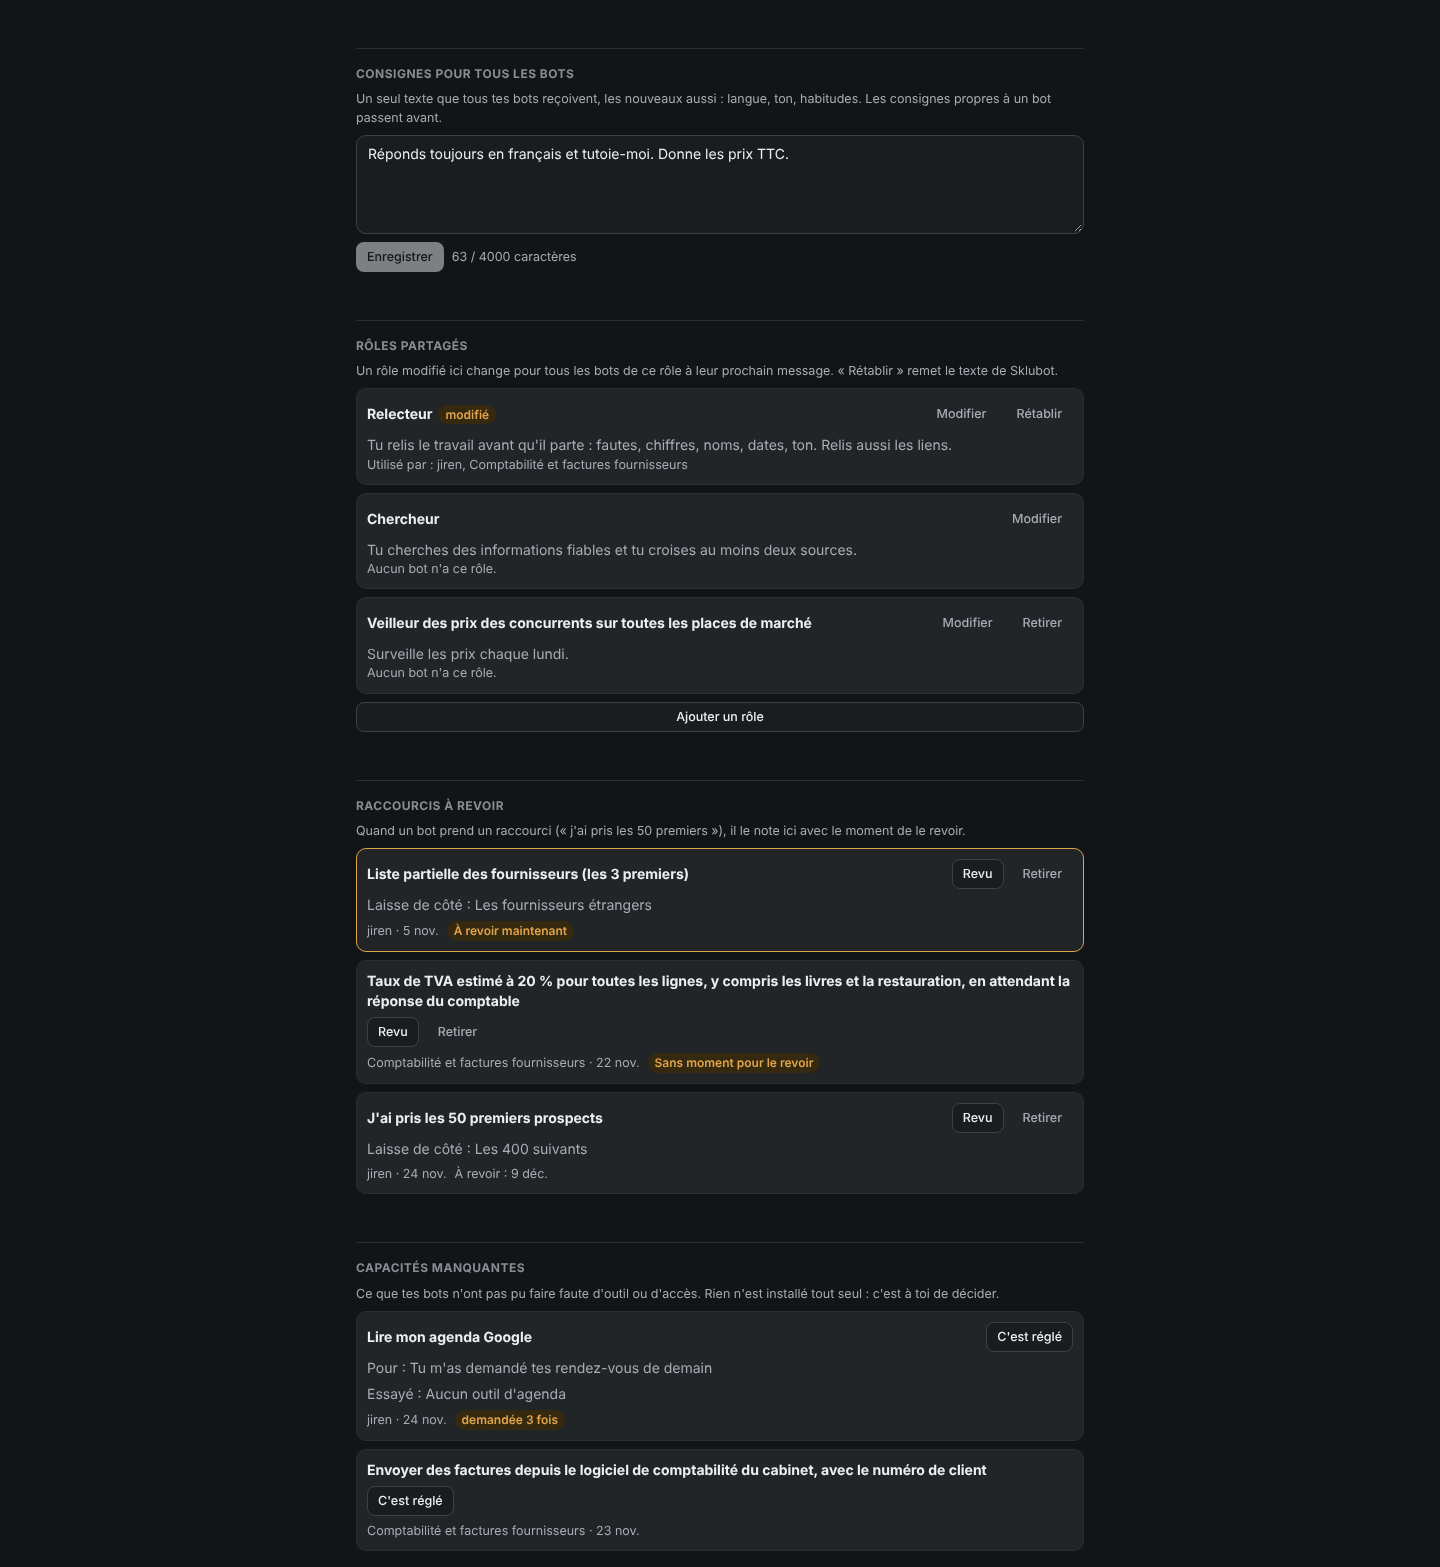 CONSIGNES POUR TOUS LES BOTS
Un seul texte que tous tes bots reçoivent, les nouveaux aussi : langue, ton, habitudes. Les consignes propres à un bot
passent avant.
Réponds toujours en français et tutoie-moi. Donne les prix TTC.
Enregistrer 63 / 4000 caractères
RÔLES PARTAGÉS
Un rôle modifié ici change pour tous les bots de ce rôle à leur prochain message. « Rétablir » remet le texte de Sklubot.
Relecteur modifié Modifier Rétablir
Tu relis le travail avant qu'il parte : fautes, chiffres, noms, dates, ton. Relis aussi les liens.
Utilisé par : jiren, Comptabilité et factures fournisseurs
Chercheur Modifier
Tu cherches des informations fiables et tu croises au moins deux sources.
Aucun bot n'a ce rôle.
Veilleur des prix des concurrents sur toutes les places de marché Modifier Retirer
Surveille les prix chaque lundi.
Aucun bot n'a ce rôle.
Ajouter un rôle
RACCOURCIS À REVOIR
Quand un bot prend un raccourci (« j'ai pris les 50 premiers »), il le note ici avec le moment de le revoir.
Liste partielle des fournisseurs (les 3 premiers) Revu Retirer
Laisse de côté : Les fournisseurs étrangers
jiren · 5 nov. À revoir maintenant
Taux de TVA estimé à 20 % pour toutes les lignes, y compris les livres et la restauration, en attendant la
réponse du comptable
Revu Retirer
Comptabilité et factures fournisseurs · 22 nov. Sans moment pour le revoir
J'ai pris les 50 premiers prospects Revu Retirer
Laisse de côté : Les 400 suivants
jiren · 24 nov. À revoir : 9 déc.
CAPACITÉS MANQUANTES
Ce que tes bots n'ont pas pu faire faute d'outil ou d'accès. Rien n'est installé tout seul : c'est à toi de décider.
Lire mon agenda Google C'est réglé
Pour : Tu m'as demandé tes rendez-vous de demain
Essayé : Aucun outil d'agenda
jiren · 24 nov. demandée 3 fois
Envoyer des factures depuis le logiciel de comptabilité du cabinet, avec le numéro de client
C'est réglé
Comptabilité et factures fournisseurs · 23 nov.